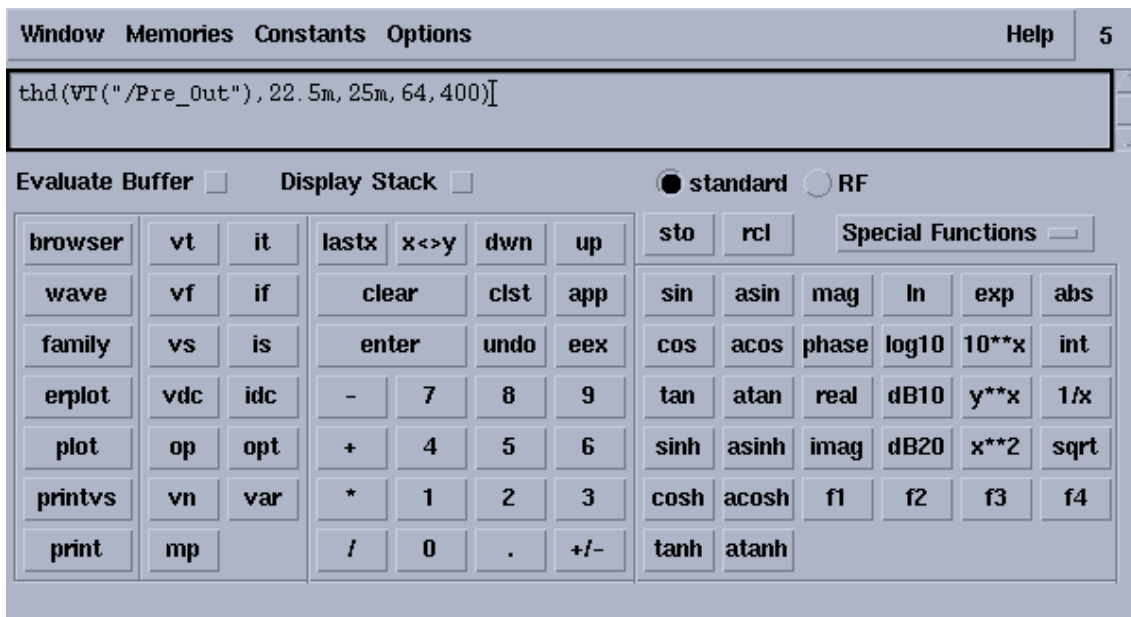 Window Memories Constants Options Help 5
thd(VT("/Pre_Out"),22.5m,25m,64,400)
Evaluate Buffer Display Stack standard RF
browser vt it lastx x<>y dwn up sto rcl Special Functions
wave vf if clear clst app sin asin mag ln exp abs
family vs is enter undo eex cos acos phase log10 10**x int
erplot vdc idc - 7 8 9 tan atan real dB10 y**x 1/x
plot op opt + 4 5 6 sinh asinh imag dB20 x**2 sqrt
printvs vn var * 1 2 3 cosh acosh f1 f2 f3 f4
print mp / 0 . +/- tanh atanh